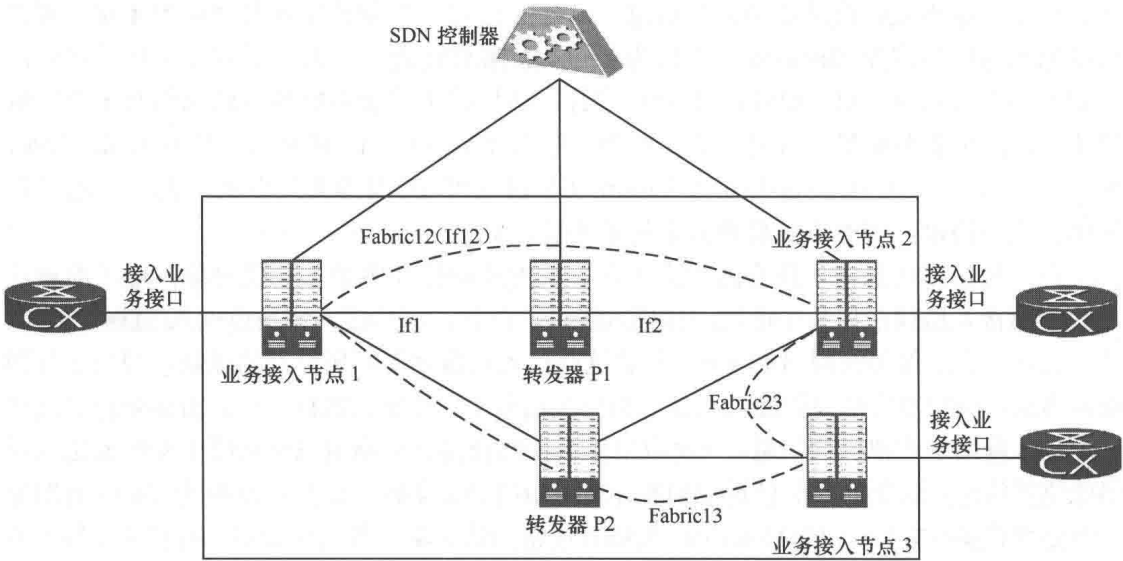 SDN 控制器
Fabric12(If12)
业务接入节点 2
接入业
务接口
接入业
务接口
CX
If1
If2
CX
业务接入节点 1
转发器 P1
Fabric23
接入业
务接口
CX
转发器 P2
Fabric13
业务接入节点 3